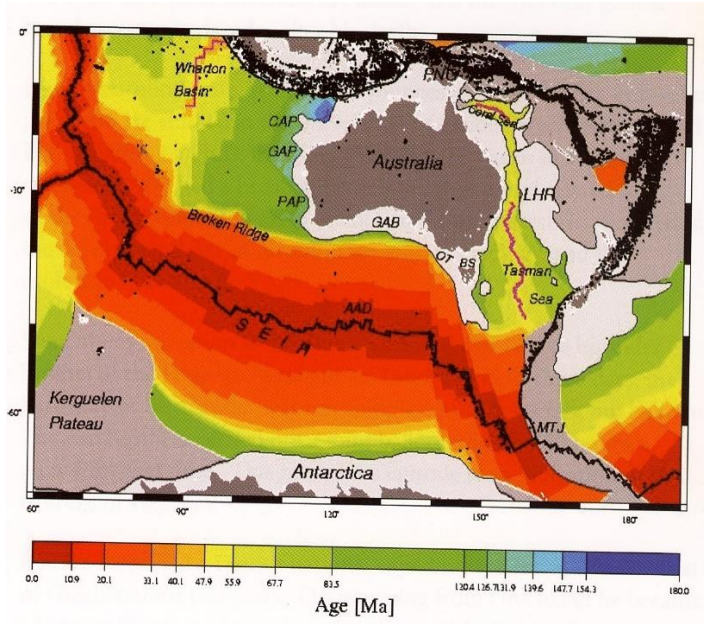 0°
Wharton
Basin
PNG
Coral Sea
CAP
GAP
Australia
-30°
PAP
LHR
Broken Ridge
GAB
OT BS
Tasman
Sea
AAD
S E I R
Kerguelen
Plateau
-60°
MTJ
Antarctica
60° 90° 120° 150° 180°
0.0 10.9 20.1 33.1 40.1 47.9 55.9 67.7 83.5 120.4 126.7 131.9 139.6 147.7 154.3 180.0
Age [Ma]